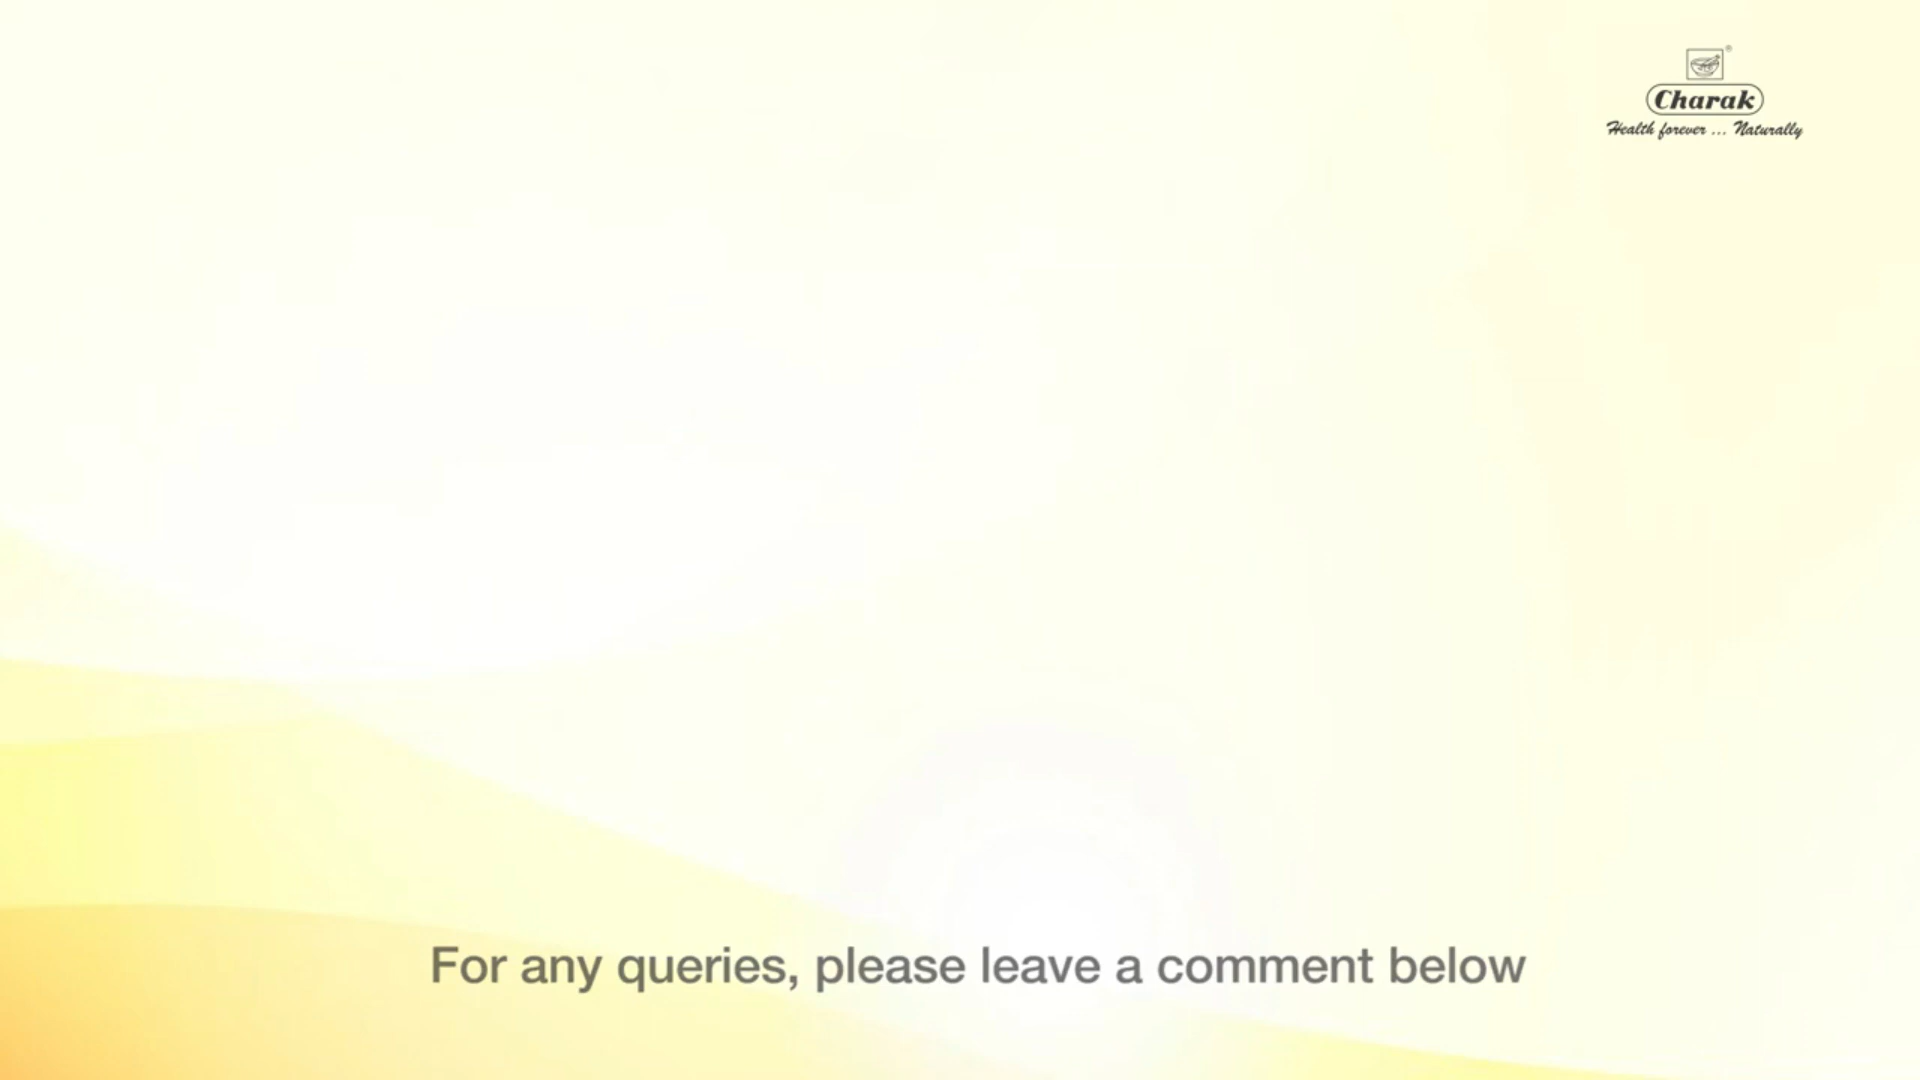 ®
Charak
Health forever ... Naturally
For any queries, please leave a comment below